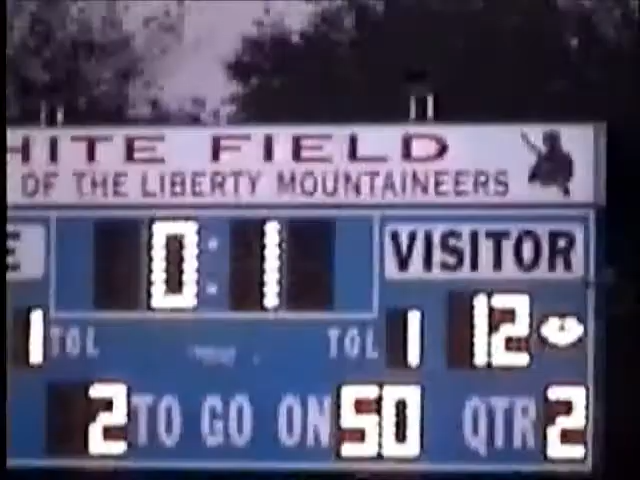 HITE FIELD
OF THE LIBERTY MOUNTAINEERS
E 0:1 VISITOR
1 TOL TOL 1 12
2 TO GO ON 50 QTR 2